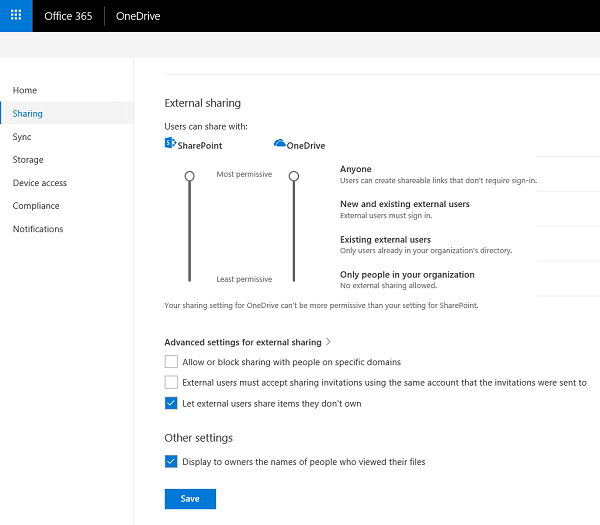 Office 365 OneDrive
Home
Sharing
Sync
Storage
Device access
Compliance
Notifications
External sharing
Users can share with:
SharePoint OneDrive
Most permissive
Least permissive
Anyone
Users can create shareable links that don't require sign-in.
New and existing external users
External users must sign in.
Existing external users
Only users already in your organization's directory.
Only people in your organization
No external sharing allowed.
Your sharing setting for OneDrive can't be more permissive than your setting for SharePoint.
Advanced settings for external sharing
Allow or block sharing with people on specific domains
External users must accept sharing invitations using the same account that the invitations were sent to
Let external users share items they don't own
Other settings
Display to owners the names of people who viewed their files
Save